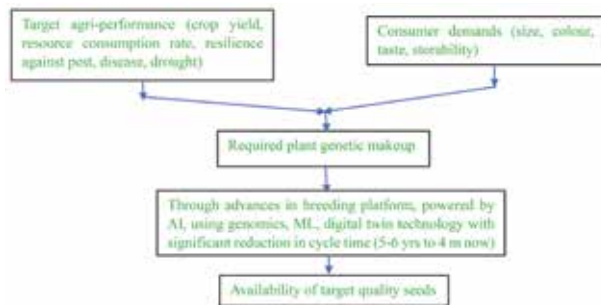 Target agri-performance (crop yield,
resource consumption rate, resilience
against post, disease, drought)
Consumer demands (size, colour,
taste, storability)
Required plant genetic makeup
Through advances in breeding platform, powered by
AI, using genomics, ML, digital twin technology with
significant reduction in cycle time (5-6 yrs to 4 m now)
Availability of target quality seeds